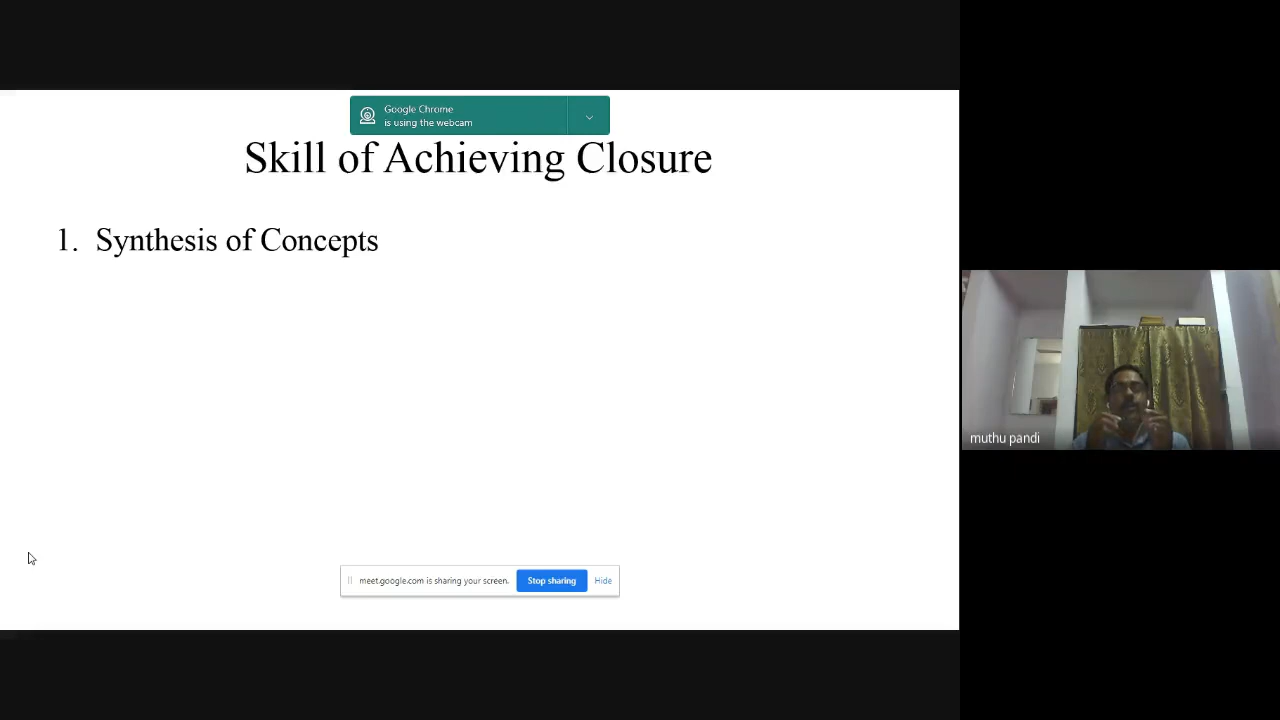 Google Chrome
is using the webcam
Skill of Achieving Closure
1. Synthesis of Concepts
muthu pandi
meet.google.com is sharing your screen. Stop sharing Hide